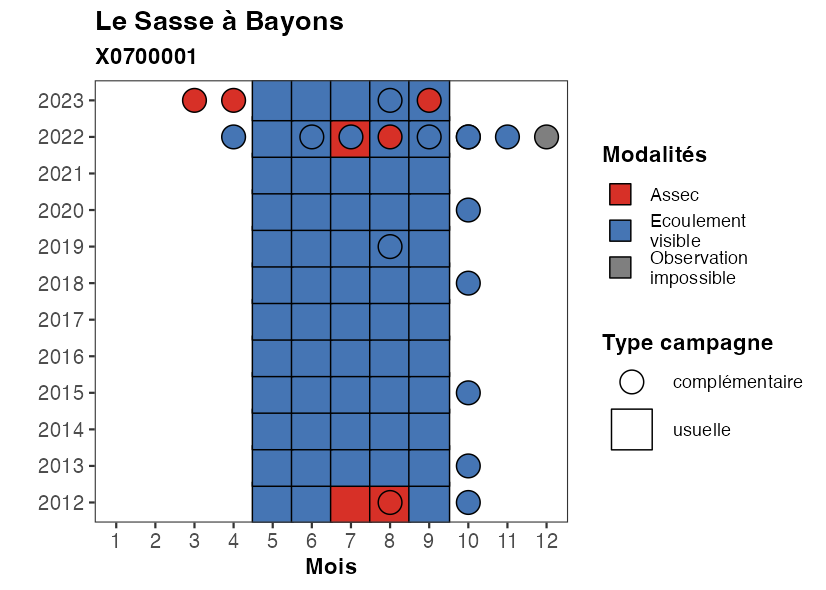 Le Sasse à Bayons
X0700001
2023
2022
2021
2020
2019
2018
2017
2016
2015
2014
2013
2012
1 2 3 4 5 6 7 8 9 10 11 12
Mois
Modalités
Assec
Ecoulement
visible
Observation
impossible
Type campagne
complémentaire
usuelle